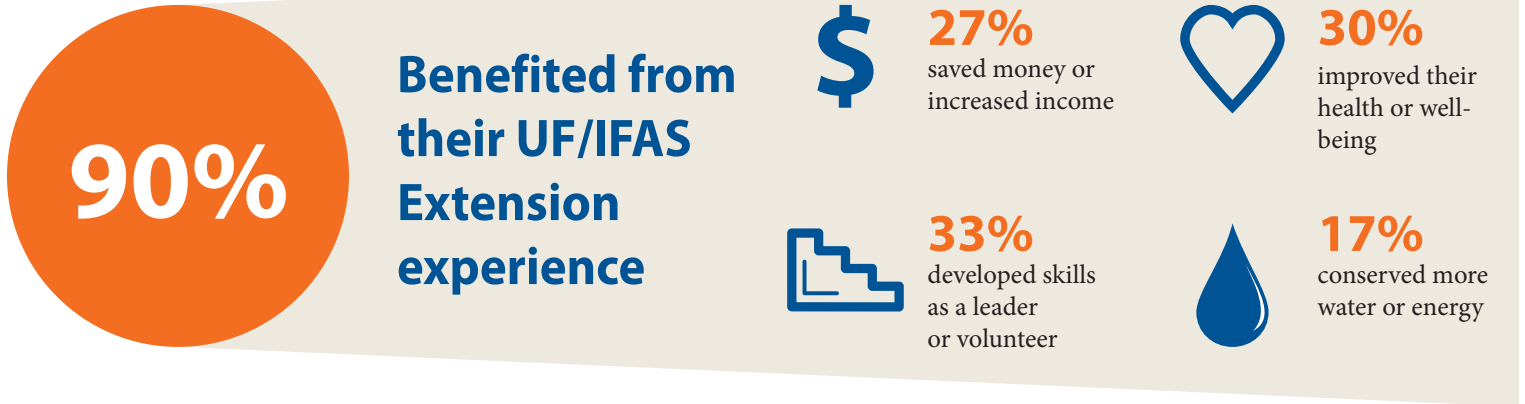 90%
Benefited from
their UF/IFAS
Extension
experience
27%
saved money or
increased income
30%
improved their
health or well-
being
33%
developed skills
as a leader
or volunteer
17%
conserved more
water or energy